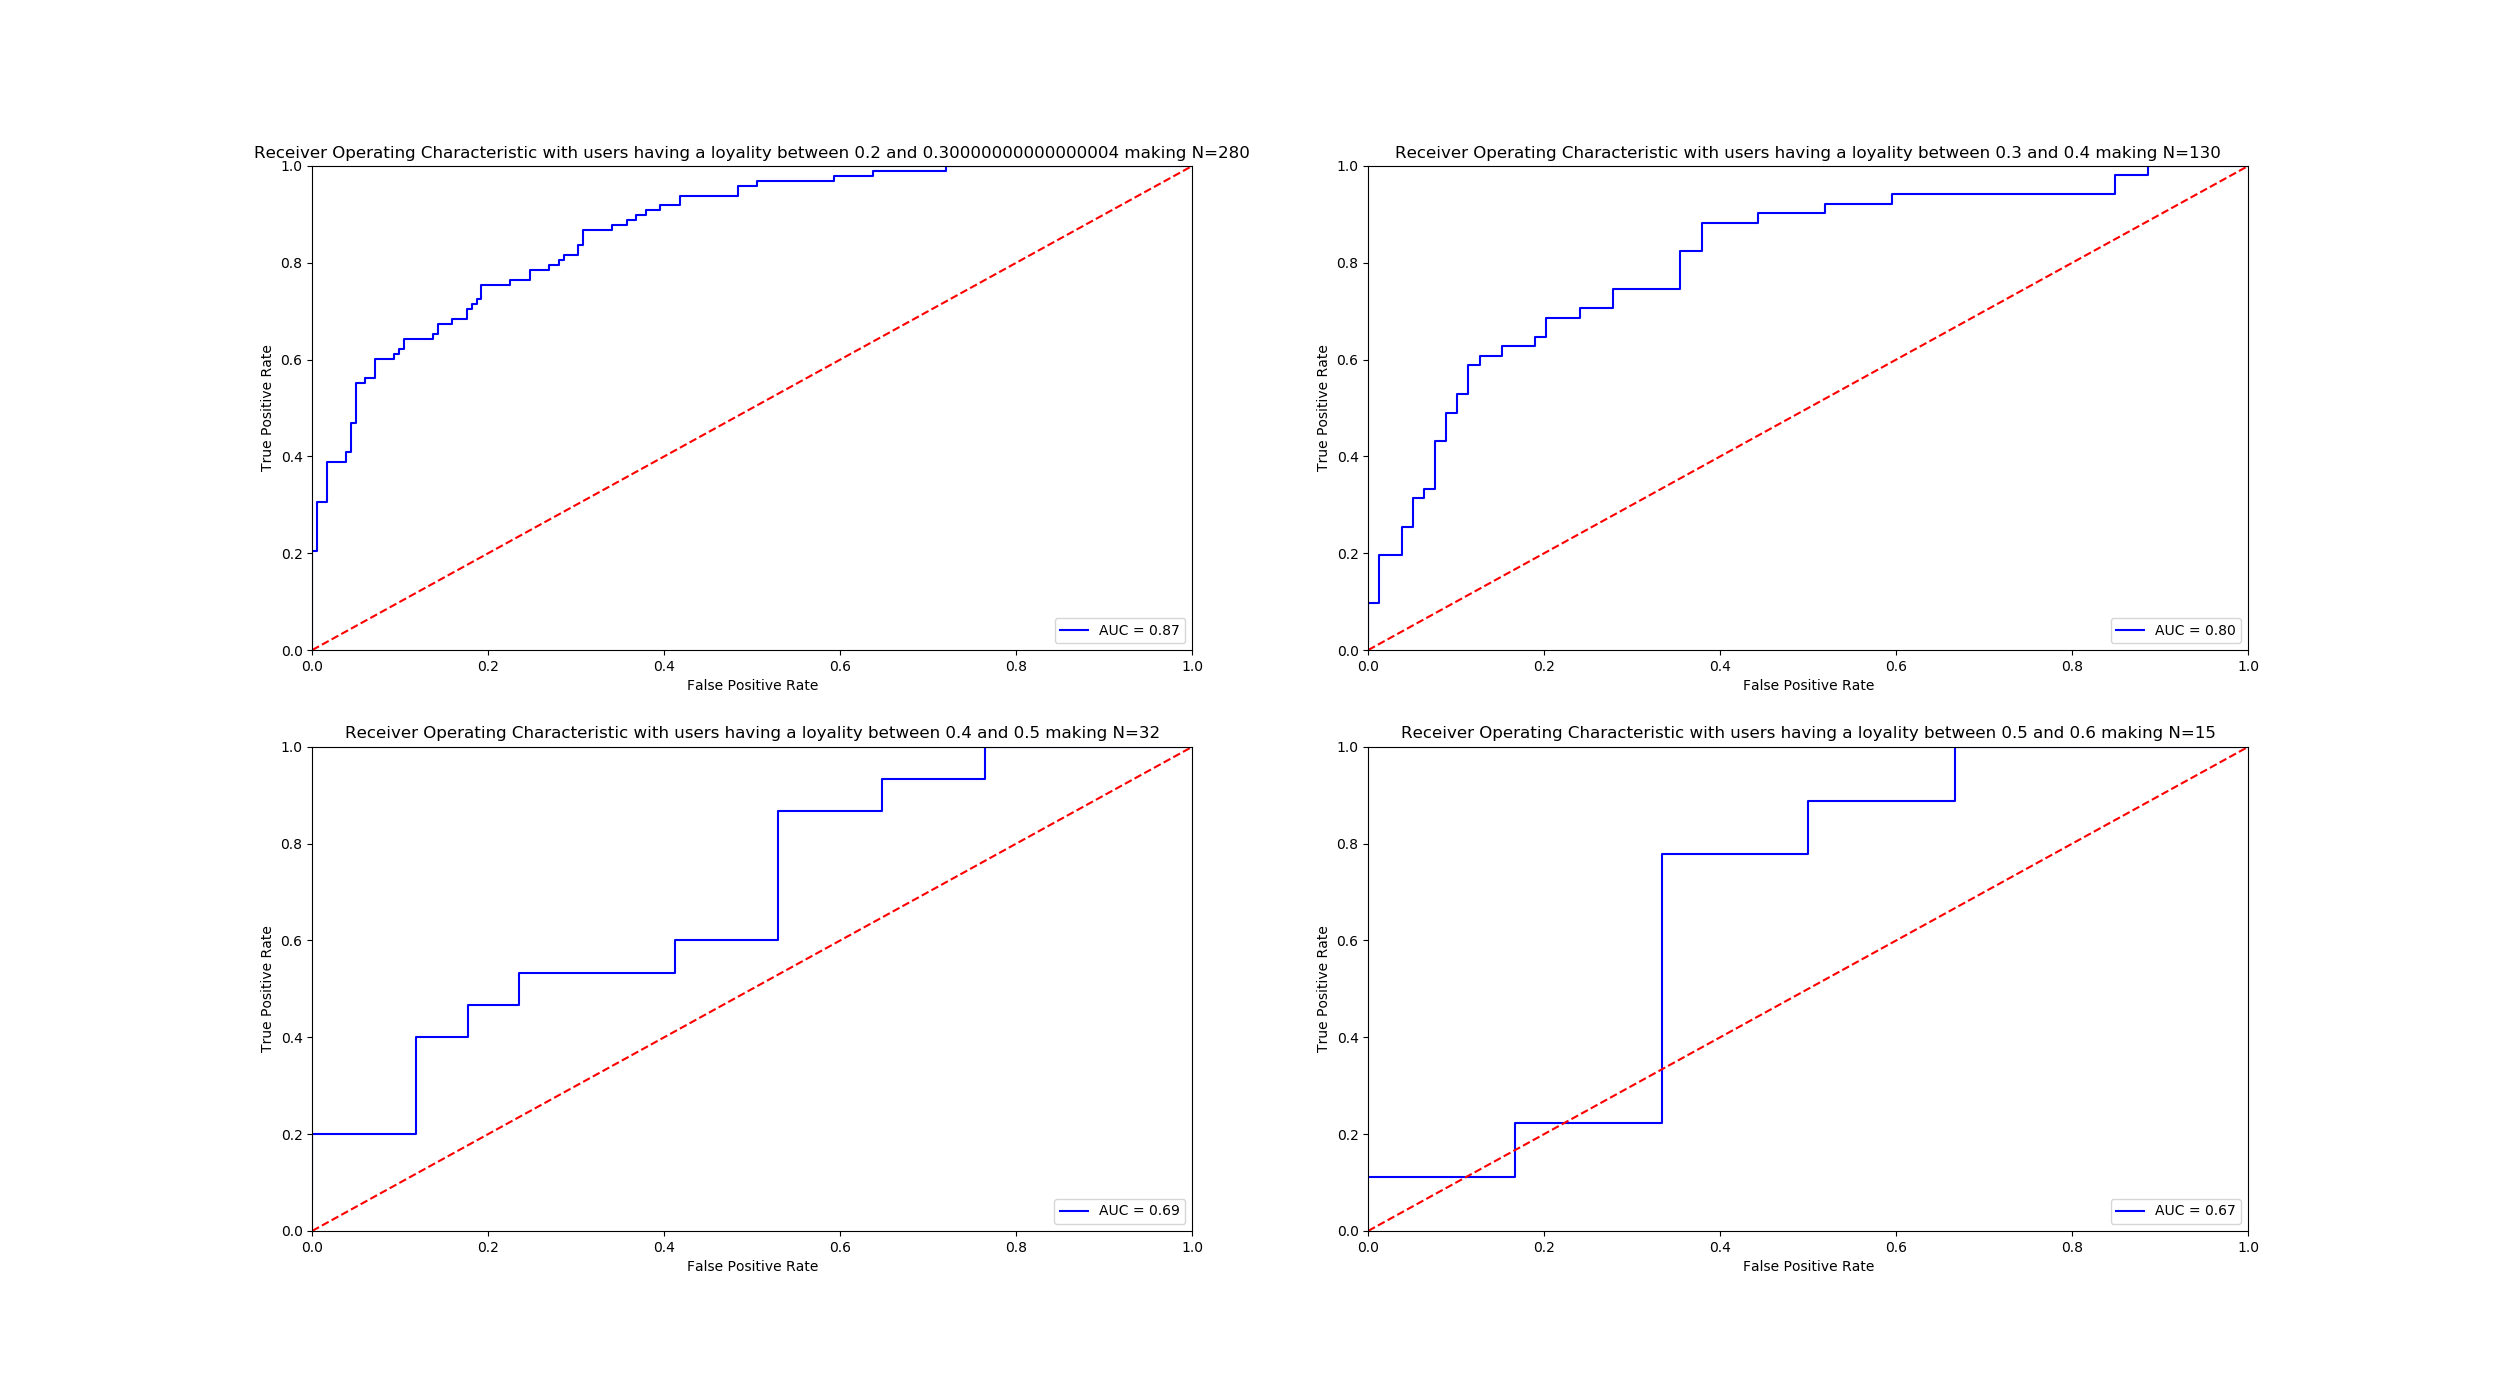 Receiver Operating Characteristic with users having a loyality between 0.2 and 0.30000000000000004 making N=280
1.0
0.8
0.6
0.4
0.2
0.0
True Positive Rate
AUC = 0.87
0.0 0.2 0.4 0.6 0.8 1.0
False Positive Rate
Receiver Operating Characteristic with users having a loyality between 0.3 and 0.4 making N=130
1.0
0.8
0.6
0.4
0.2
0.0
True Positive Rate
AUC = 0.80
0.0 0.2 0.4 0.6 0.8 1.0
False Positive Rate
Receiver Operating Characteristic with users having a loyality between 0.4 and 0.5 making N=32
1.0
0.8
0.6
0.4
0.2
0.0
True Positive Rate
AUC = 0.69
0.0 0.2 0.4 0.6 0.8 1.0
False Positive Rate
Receiver Operating Characteristic with users having a loyality between 0.5 and 0.6 making N=15
1.0
0.8
0.6
0.4
0.2
0.0
True Positive Rate
AUC = 0.67
0.0 0.2 0.4 0.6 0.8 1.0
False Positive Rate